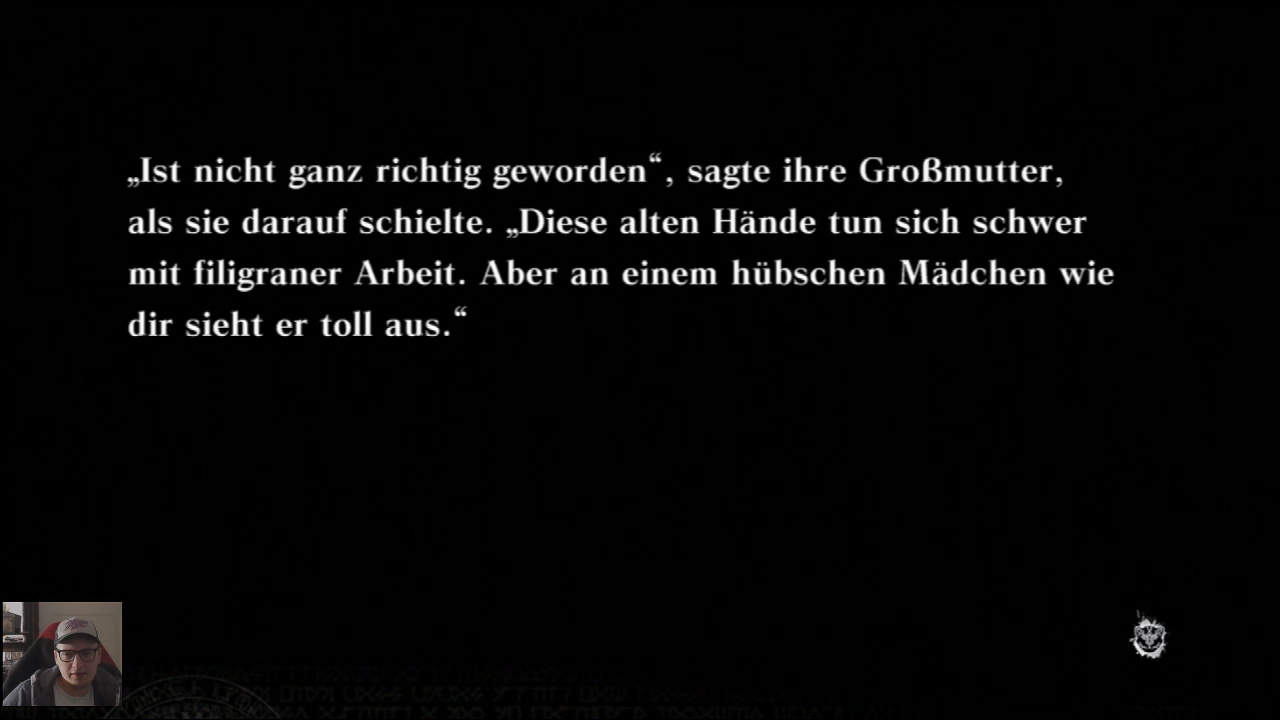 „Ist nicht ganz richtig geworden“, sagte ihre Großmutter,
als sie darauf schielte. „Diese alten Hände tun sich schwer
mit filigraner Arbeit. Aber an einem hübschen Mädchen wie
dir sieht er toll aus.“